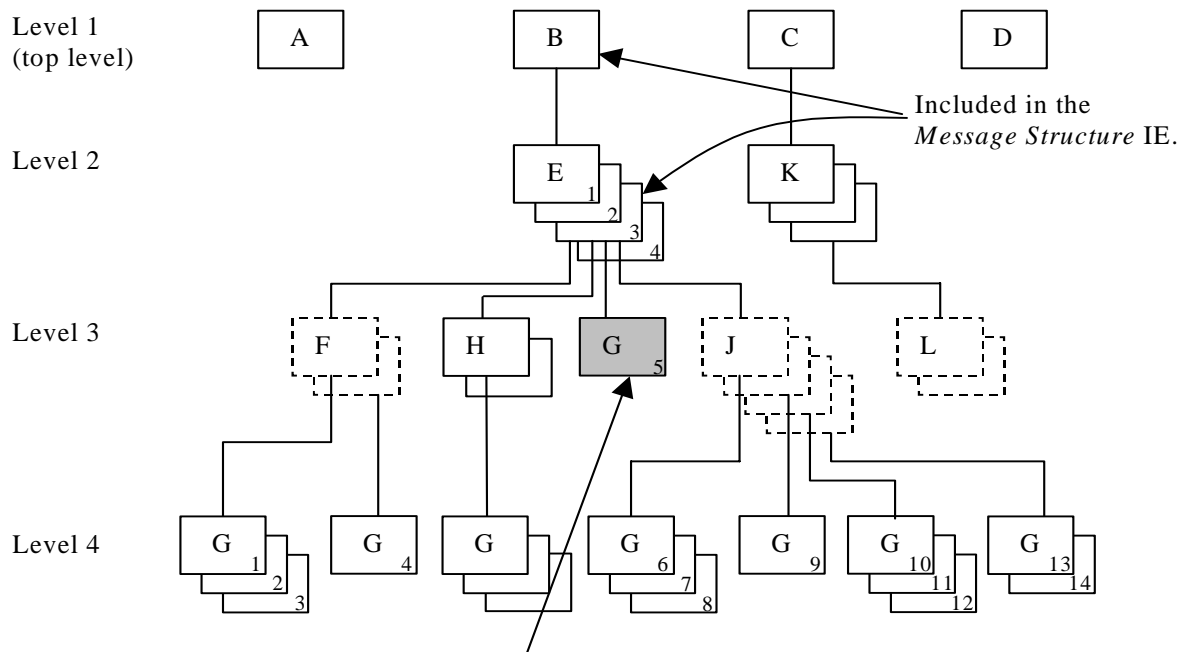 Level 1
(top level)
A
B
C
D
Included in the
Message Structure IE.
Level 2
E
1
2
3
4
K
Level 3
F
H
G
5
J
L
Level 4
G
1
2
3
G
4
G
G
6
7
8
G
9
G
10
11
12
G
13
14